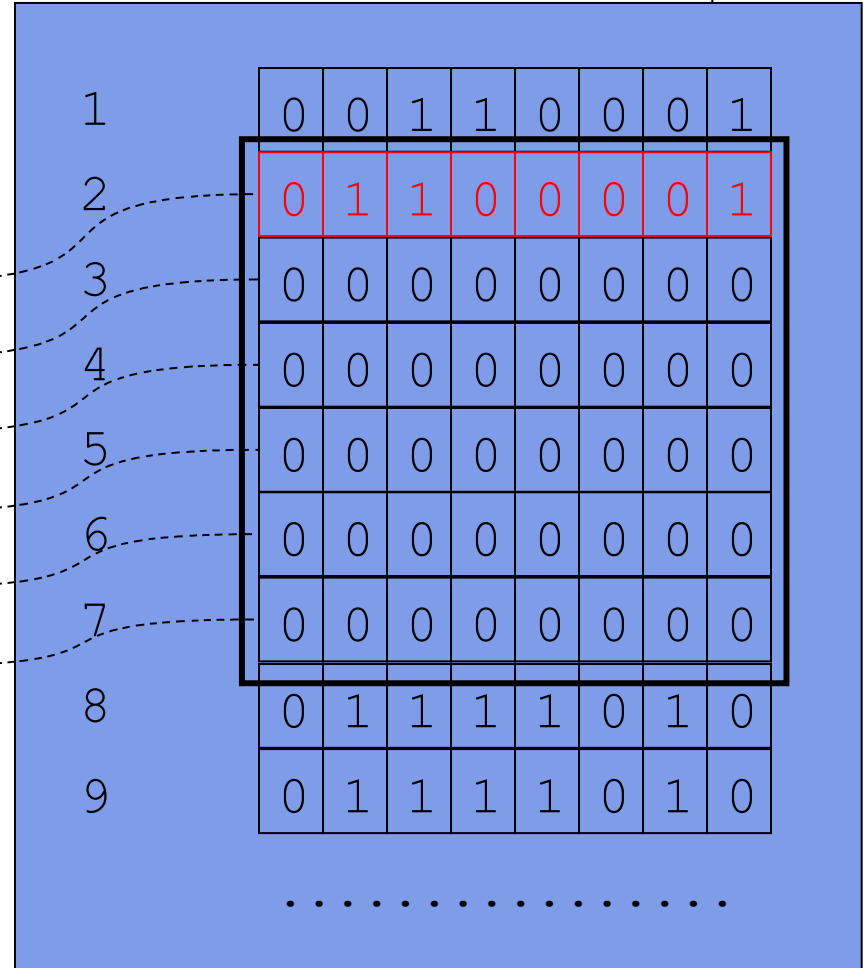 1 0 0 1 1 0 0 0 1
2 0 1 1 0 0 0 0 1
3 0 0 0 0 0 0 0 0
4 0 0 0 0 0 0 0 0
5 0 0 0 0 0 0 0 0
6 0 0 0 0 0 0 0 0
7 0 0 0 0 0 0 0 0
8 0 1 1 1 1 0 1 0
9 0 1 1 1 1 0 1 0
................